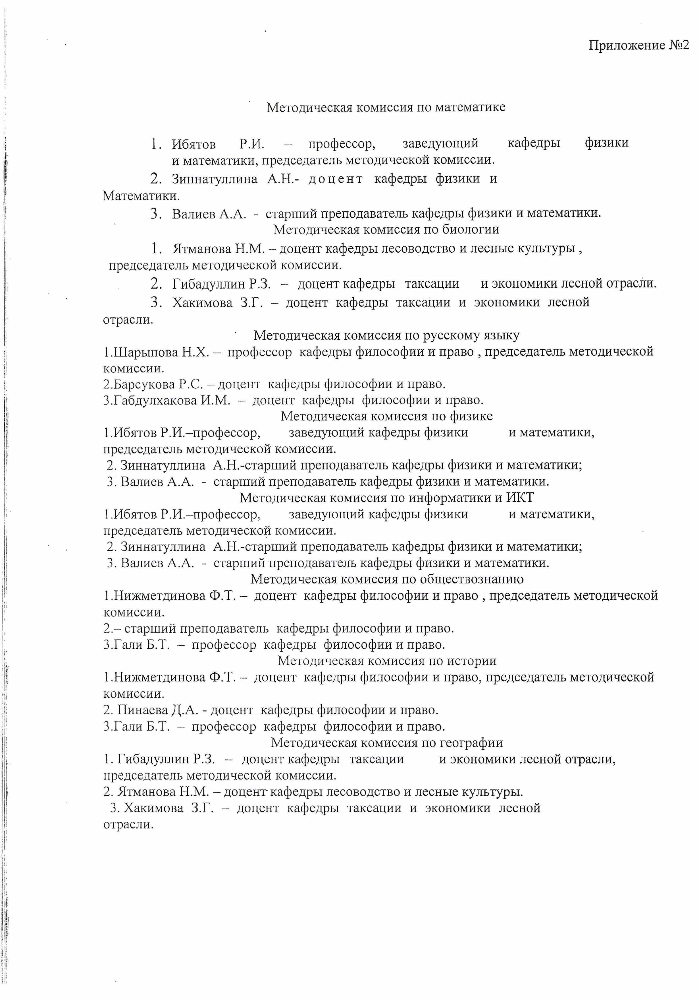 Приложение №2
Методическая комиссия по математике
1. Ибятов Р.И. – профессор, заведующий кафедры физики
и математики, председатель методической комиссии.
2. Зиннатуллина А.Н.- доцент кафедры физики и
Математики.
3. Валиев А.А. - старший преподаватель кафедры физики и математики.
Методическая комиссия по биологии
1. Ятманова Н.М. – доцент кафедры лесоводство и лесные культуры ,
председатель методической комиссии.
2. Гибадуллин Р.З. – доцент кафедры таксации и экономики лесной отрасли.
3. Хакимова З.Г. – доцент кафедры таксации и экономики лесной
отрасли.
Методическая комиссия по русскому языку
1.Шарыпова Н.Х. – профессор кафедры философии и право , председатель методической
комиссии.
2.Барсукова Р.С. – доцент кафедры философии и право.
3.Габдулхакова И.М. – доцент кафедры философии и право.
Методическая комиссия по физике
1.Ибятов Р.И.–профессор, заведующий кафедры физики и математики,
председатель методической комиссии.
2. Зиннатуллина А.Н.-старший преподаватель кафедры физики и математики;
3. Валиев А.А. - старший преподаватель кафедры физики и математики.
Методическая комиссия по информатики и ИКТ
1.Ибятов Р.И.–профессор, заведующий кафедры физики и математики,
председатель методической комиссии.
2. Зиннатуллина А.Н.-старший преподаватель кафедры физики и математики;
3. Валиев А.А. - старший преподаватель кафедры физики и математики.
Методическая комиссия по обществознанию
1.Нижметдинова Ф.Т. – доцент кафедры философии и право , председатель методической
комиссии.
2.– старший преподаватель кафедры философии и право.
3.Гали Б.Т. – профессор кафедры философии и право.
Методическая комиссия по истории
1.Нижметдинова Ф.Т. – доцент кафедры философии и право, председатель методической
комиссии.
2. Пинаева Д.А. - доцент кафедры философии и право.
3.Гали Б.Т. – профессор кафедры философии и право.
Методическая комиссия по географии
1. Гибадуллин Р.З. – доцент кафедры таксации и экономики лесной отрасли,
председатель методической комиссии.
2. Ятманова Н.М. – доцент кафедры лесоводство и лесные культуры.
3. Хакимова З.Г. – доцент кафедры таксации и экономики лесной
отрасли.